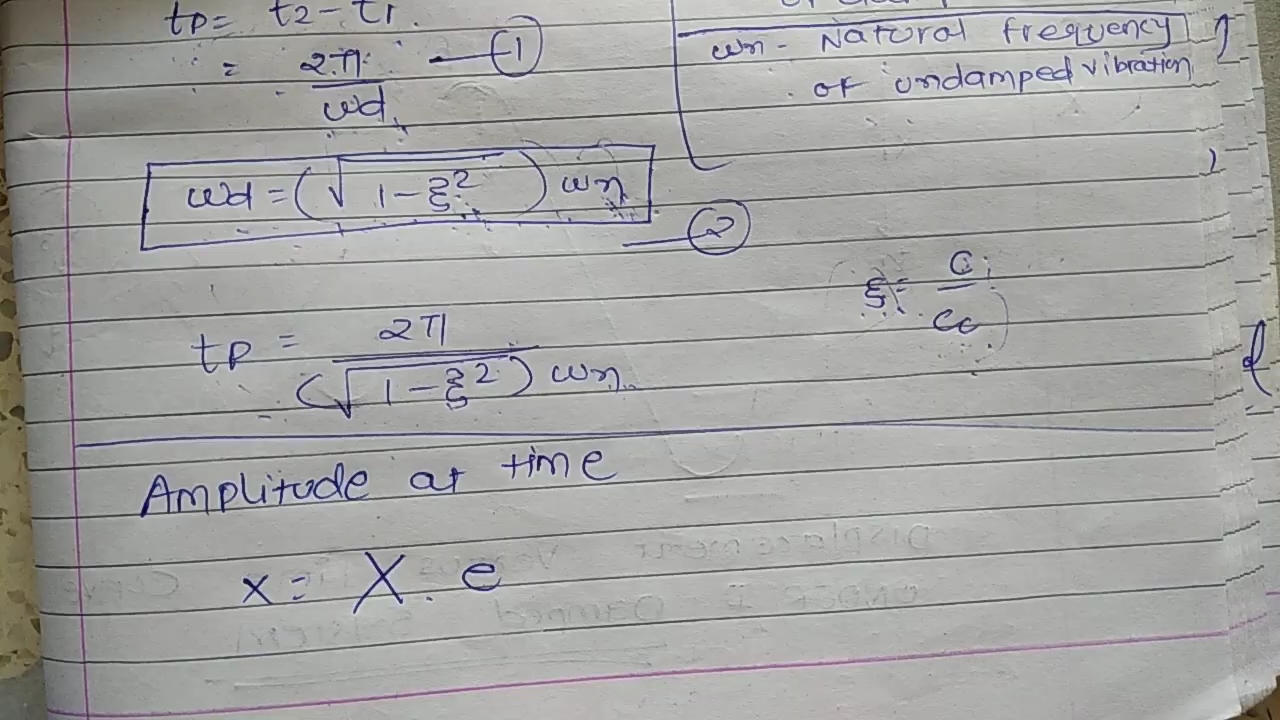 tp = t2 - t1.
= 2π / ωd — ①
ωn - Natural frequency
of undamped vibration
ωd = (√1-ξ²) ωn
— ②
ξ = C / Cc
tp = 2π / (√1-ξ²) ωn
Amplitude at time
x = X. e